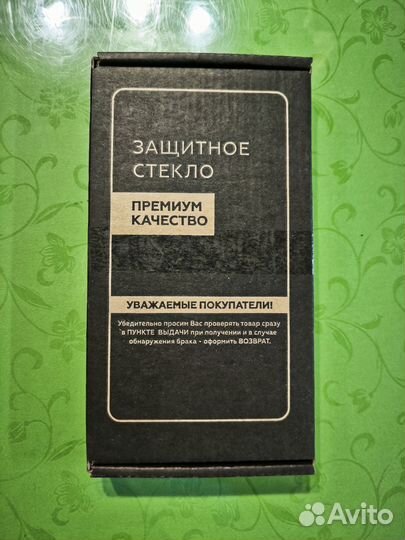 ЗАЩИТНОЕ
СТЕКЛО
ПРЕМИУМ
КАЧЕСТВО
УВАЖАЕМЫЕ ПОКУПАТЕЛИ!
Убедительно просим Вас проверять товар сразу
в ПУНКТЕ ВЫДАЧИ при получении и в случае
обнаружения брака - оформить ВОЗВРАТ.
Avito